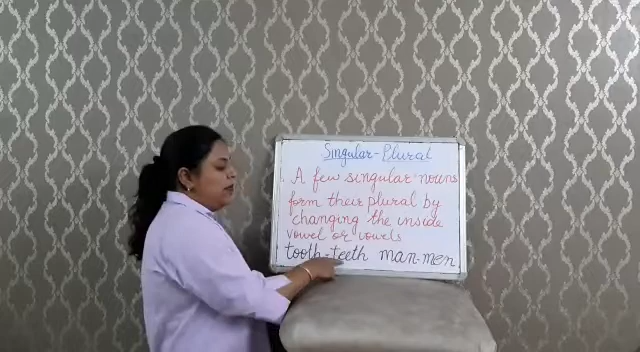 Singular-Plural
A few singular nouns
form their plural by
changing the inside
vowel or vowels
tooth-teeth man-men